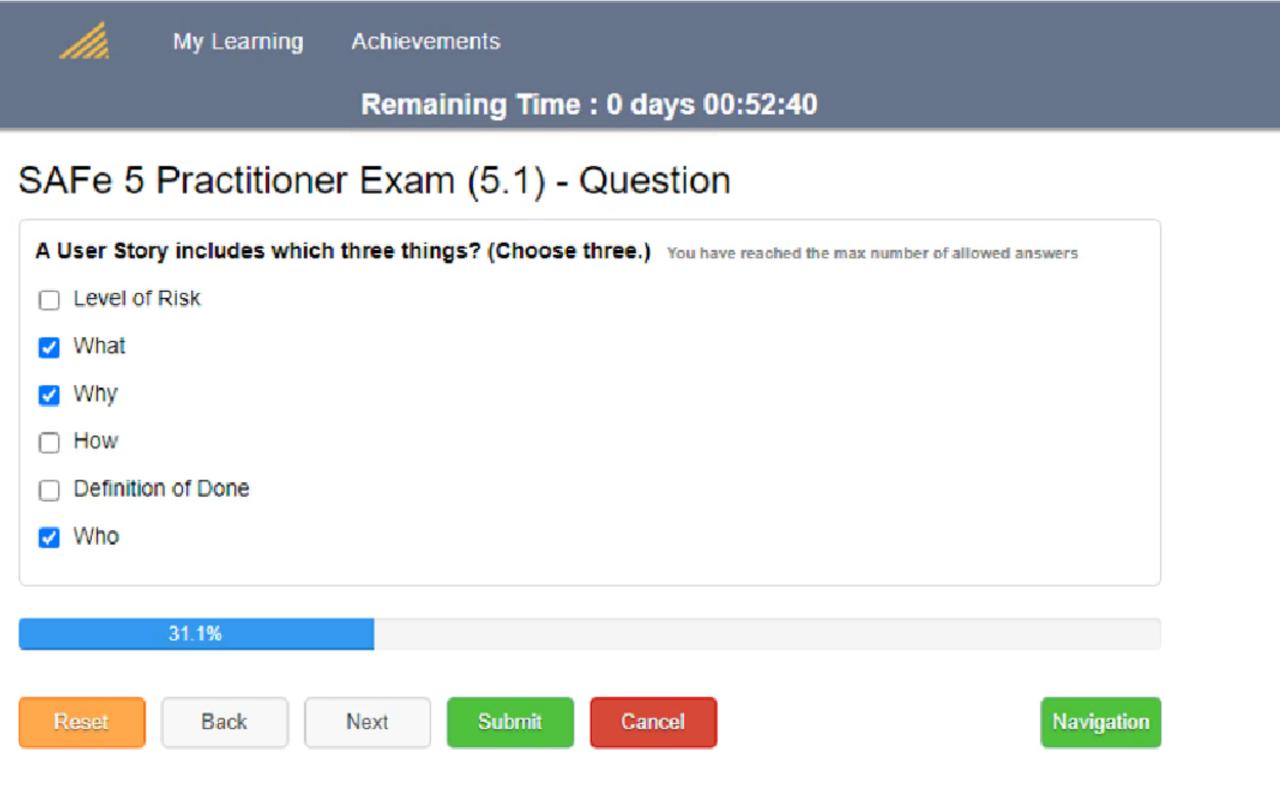 My Learning Achievements
Remaining Time : 0 days 00:52:40
SAFe 5 Practitioner Exam (5.1) - Question
A User Story includes which three things? (Choose three.) You have reached the max number of allowed answers
Level of Risk
What
Why
How
Definition of Done
Who
31.1%
Reset Back Next Submit Cancel Navigation